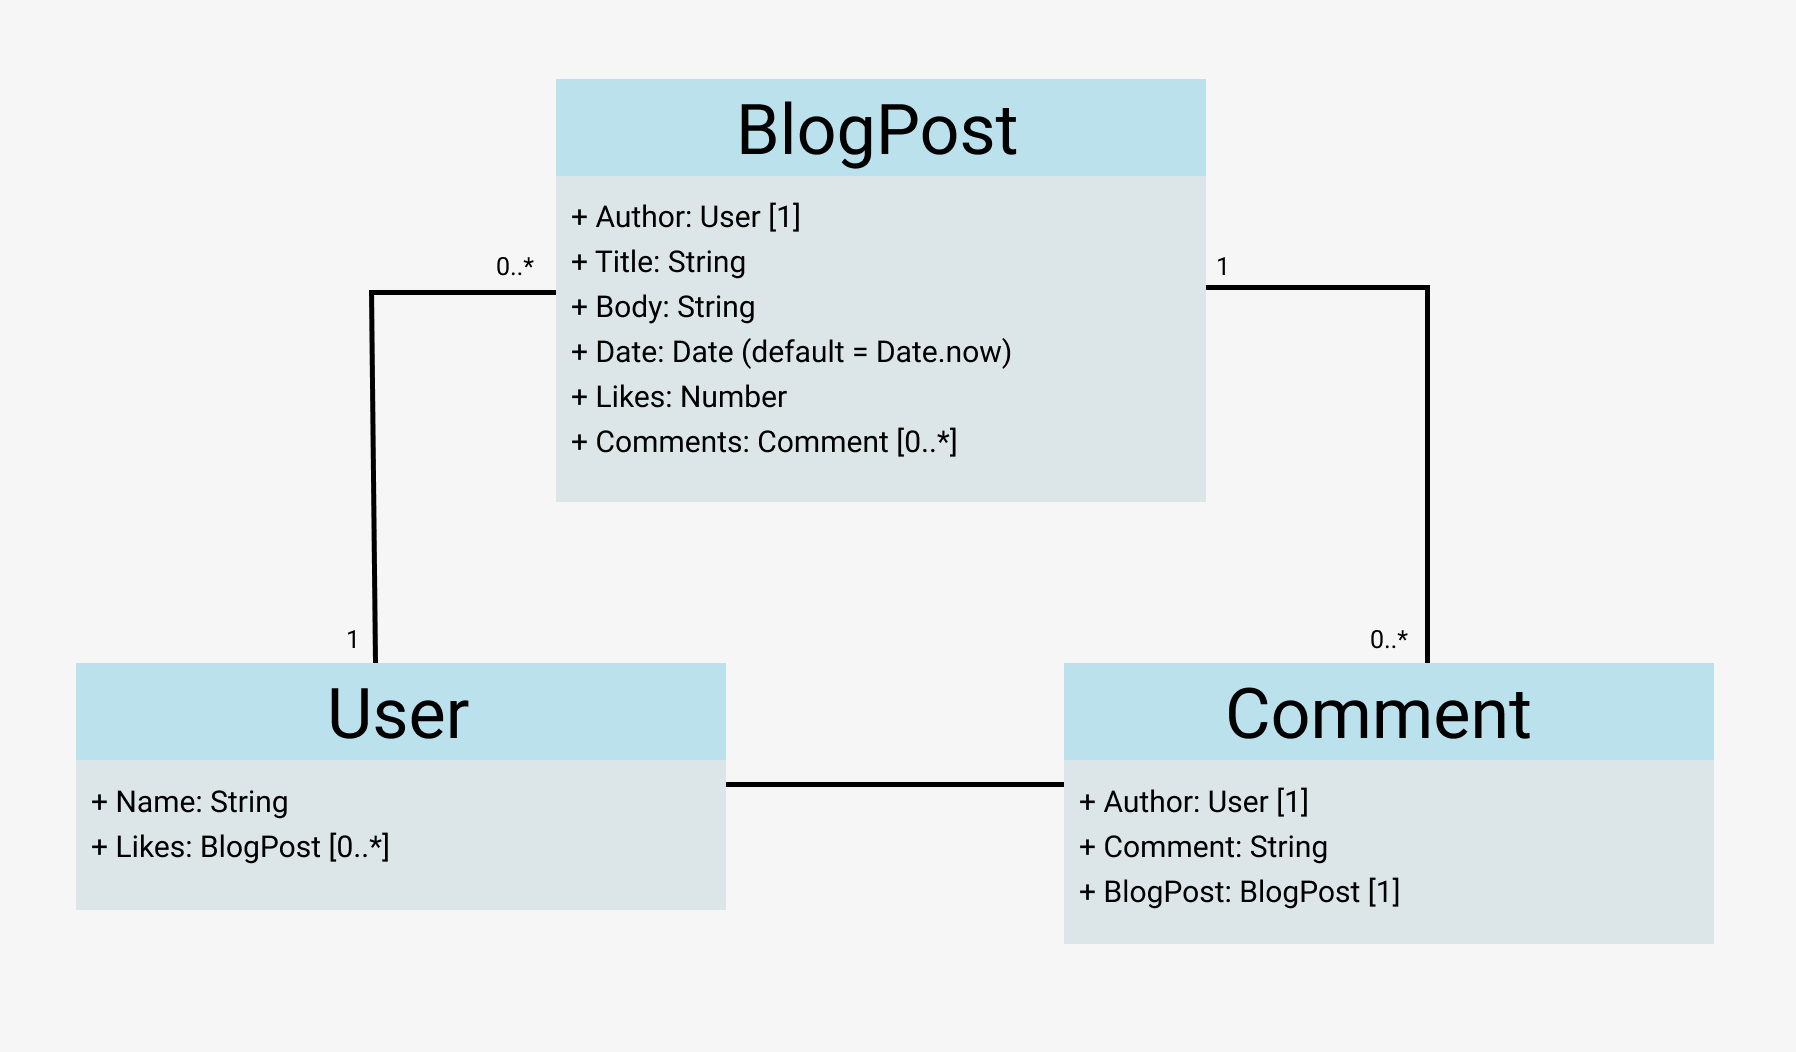 BlogPost
+ Author: User [1]
+ Title: String
+ Body: String
+ Date: Date (default = Date.now)
+ Likes: Number
+ Comments: Comment [0..*]
0..*
1
1
0..*
User
+ Name: String
+ Likes: BlogPost [0..*]
Comment
+ Author: User [1]
+ Comment: String
+ BlogPost: BlogPost [1]